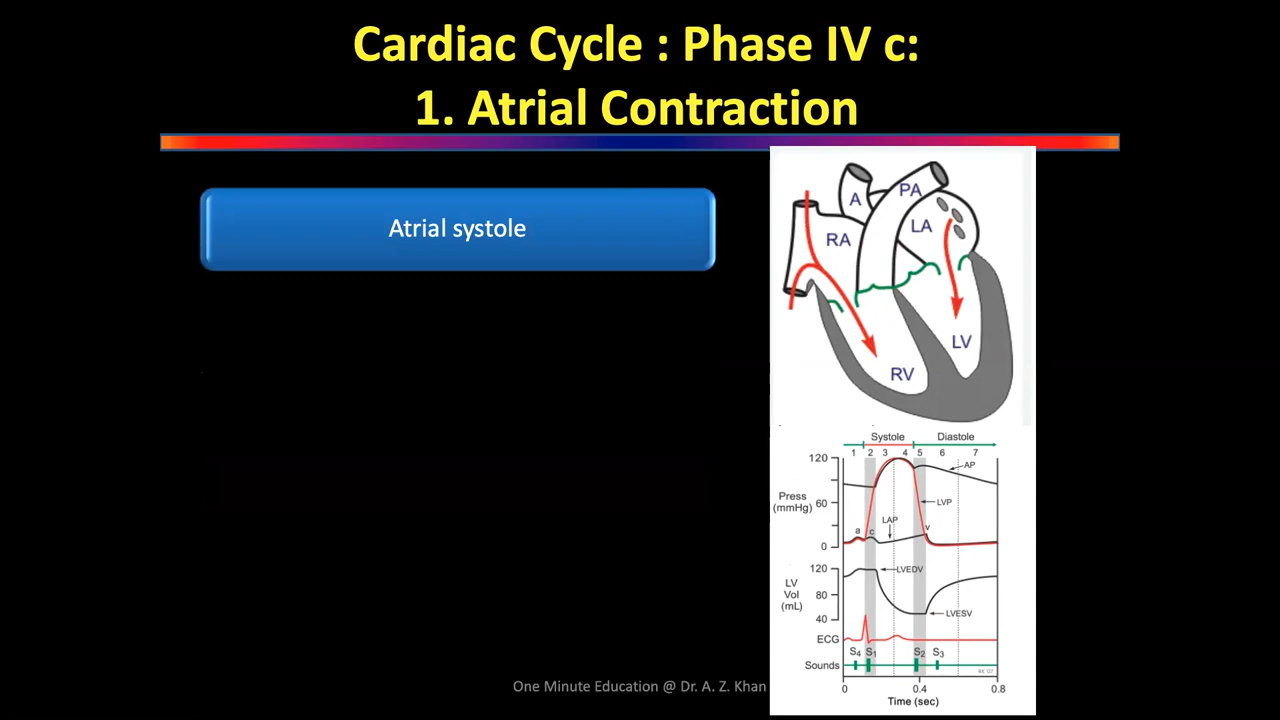 Cardiac Cycle : Phase IV c:
1. Atrial Contraction
Atrial systole
A
PA
RA
LA
LV
RV
Systole Diastole
1 2 3 4 5 6 7
120
AP
Press
(mmHg)
60
LVP
LAP
a c v
0
120
LVEDV
LV
Vol
(mL)
80
40
LVESV
ECG
S4 S1 S2 S3
Sounds
0 0.4 0.8
Time (sec)
One Minute Education @ Dr. A. Z. Khan